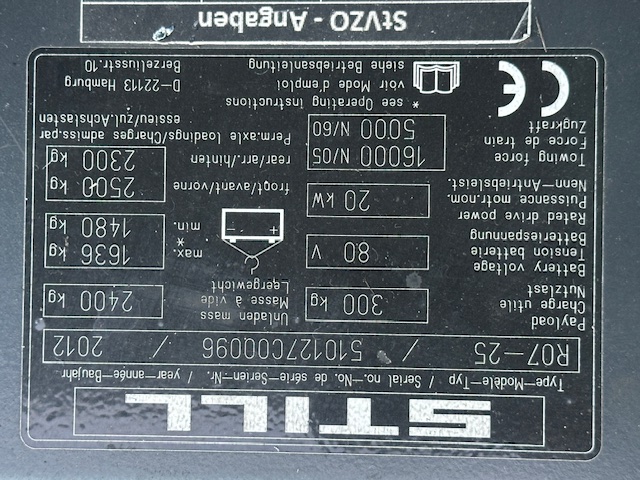 STILL
Type-Modèle-Typ / Serial no.-No. de série-Serien-Nr. / year-année-Baujahr
R07-25 / 510127C00096 / 2012
Payload
Charge utile
Nutzlast
300 kg
Unladen mass
Masse à vide
Leergewicht
2400 kg
Battery voltage
Tension batterie
Batteriespannung
80 V
max. *
min.
1636 kg
1480 kg
Rated drive power
Puissance motr.nom.
Nenn-Antriebsleist.
20 kW
Towing force
Force de train
Zugkraft
16000 N/05
5000 N/60
front/avant/vorne
rear/arr./hinten
2500 kg
2300 kg
Perm.axle loadings/Charges admiss.par
essieu/zul.Achslasten
CE
* see Operating instructions
voir Mode d'emploi
siehe Betriebsanleitung
Berzeliusstr.10
D-22113 Hamburg
StVZO - Angaben